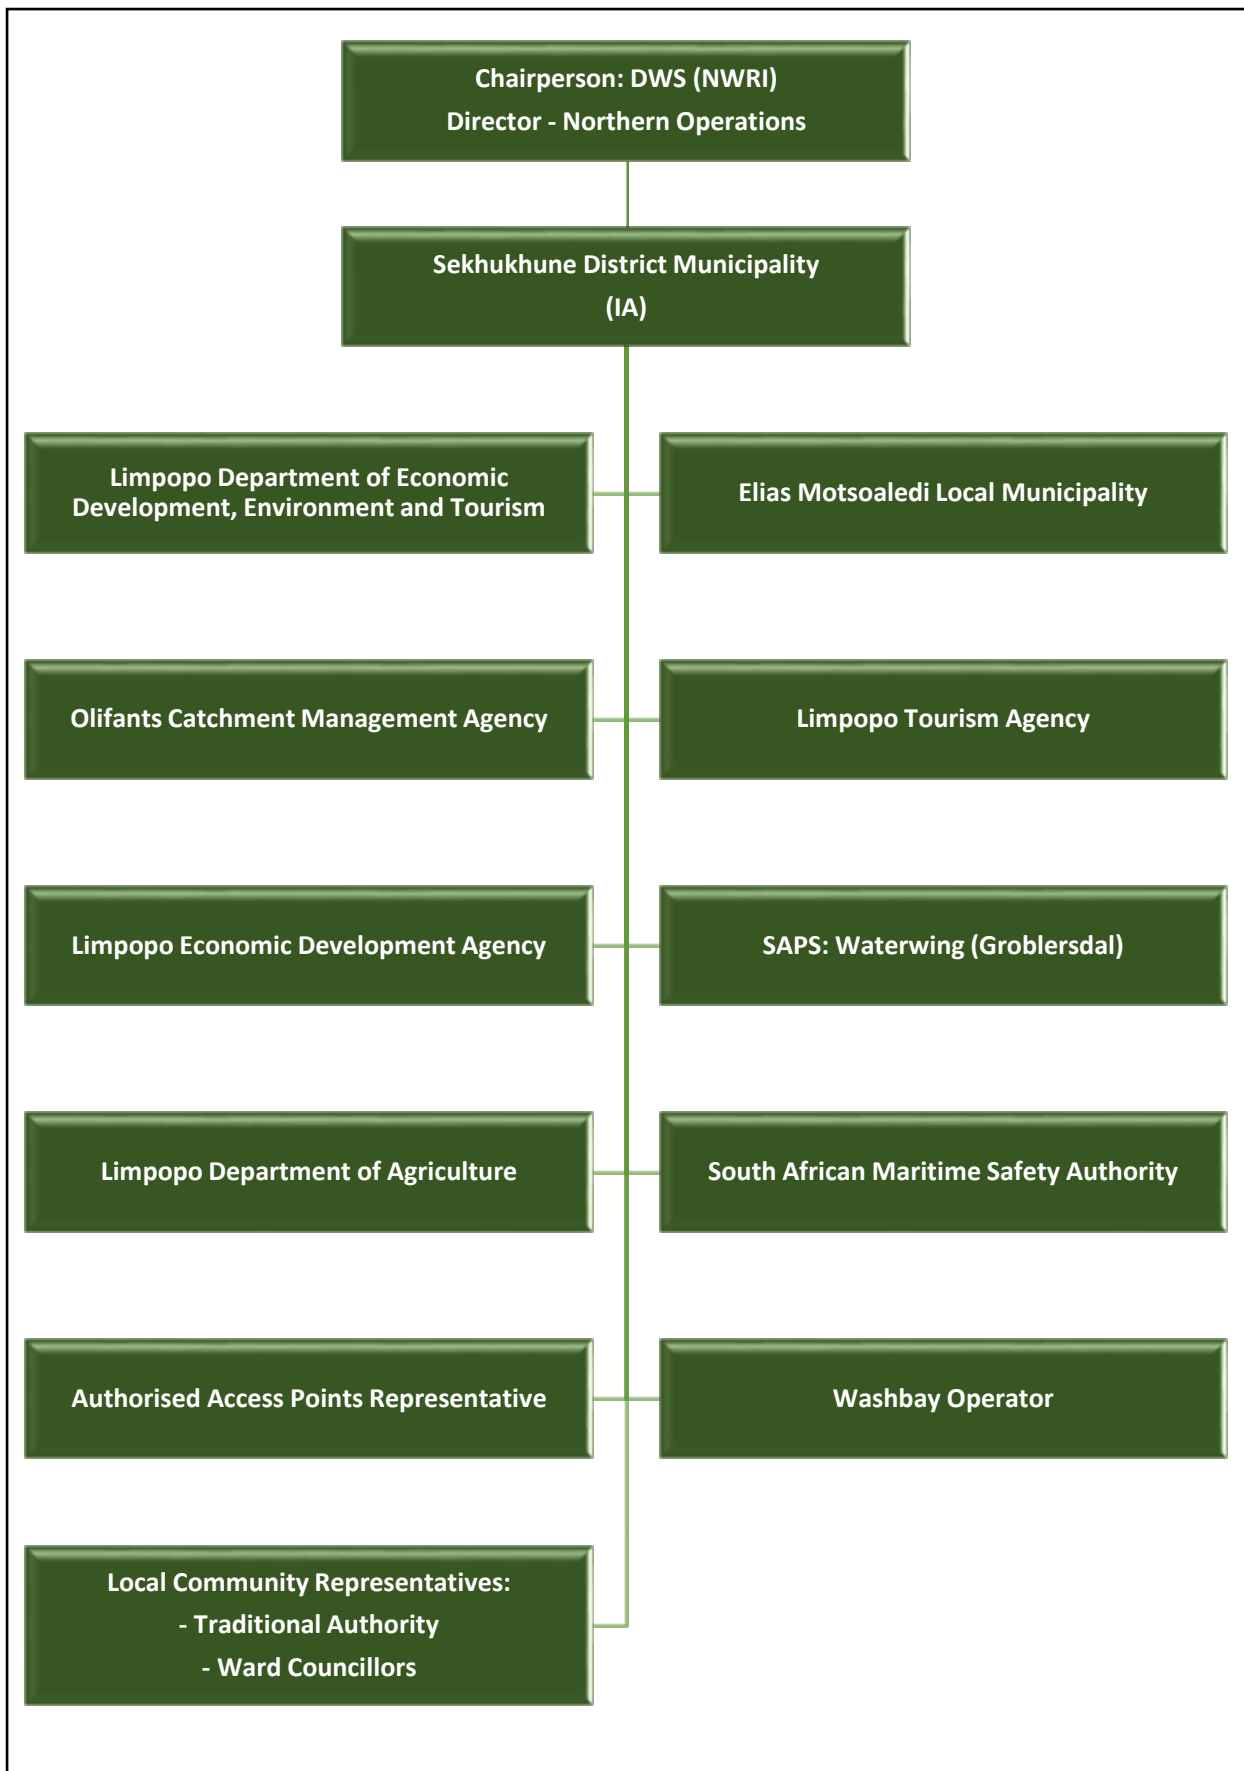 Chairperson: DWS (NWRI)
Director - Northern Operations
Sekhukhune District Municipality
(IA)
Limpopo Department of Economic
Development, Environment and Tourism
Elias Motsoaledi Local Municipality
Olifants Catchment Management Agency
Limpopo Tourism Agency
Limpopo Economic Development Agency
SAPS: Waterwing (Groblersdal)
Limpopo Department of Agriculture
South African Maritime Safety Authority
Authorised Access Points Representative
Washbay Operator
Local Community Representatives:
- Traditional Authority
- Ward Councillors